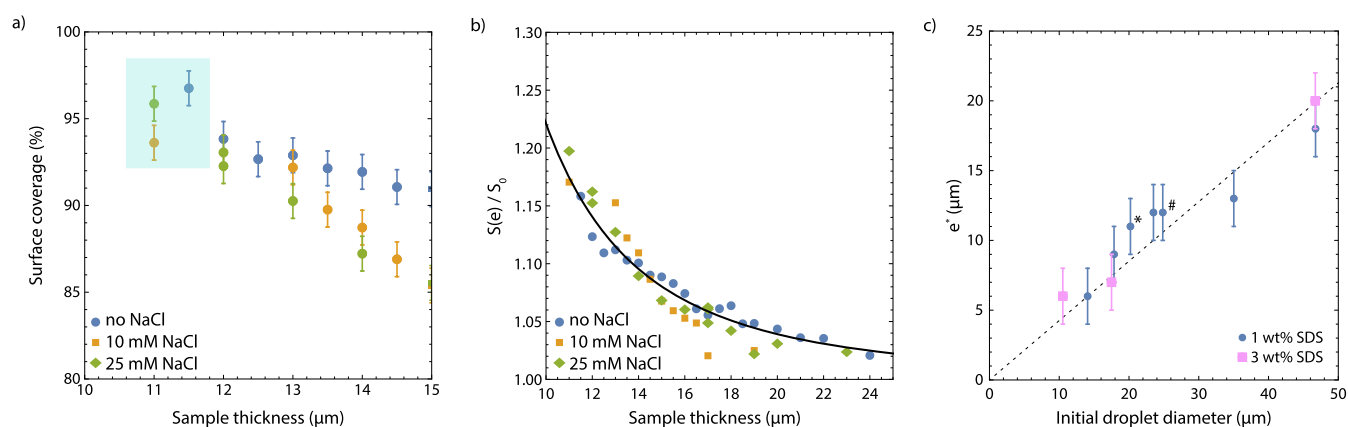 a)
100
95
90
85
80
Surface coverage (%)
no NaCl
10 mM NaCl
25 mM NaCl
10
11
12
13
14
15
Sample thickness (µm)
b)
1.30
1.25
1.20
1.15
1.10
1.05
1.00
S(e) / S0
no NaCl
10 mM NaCl
25 mM NaCl
10
12
14
16
18
20
22
24
Sample thickness (µm)
c)
25
20
15
10
5
0
e* (µm)
*
#
1 wt% SDS
3 wt% SDS
0
10
20
30
40
50
Initial droplet diameter (µm)